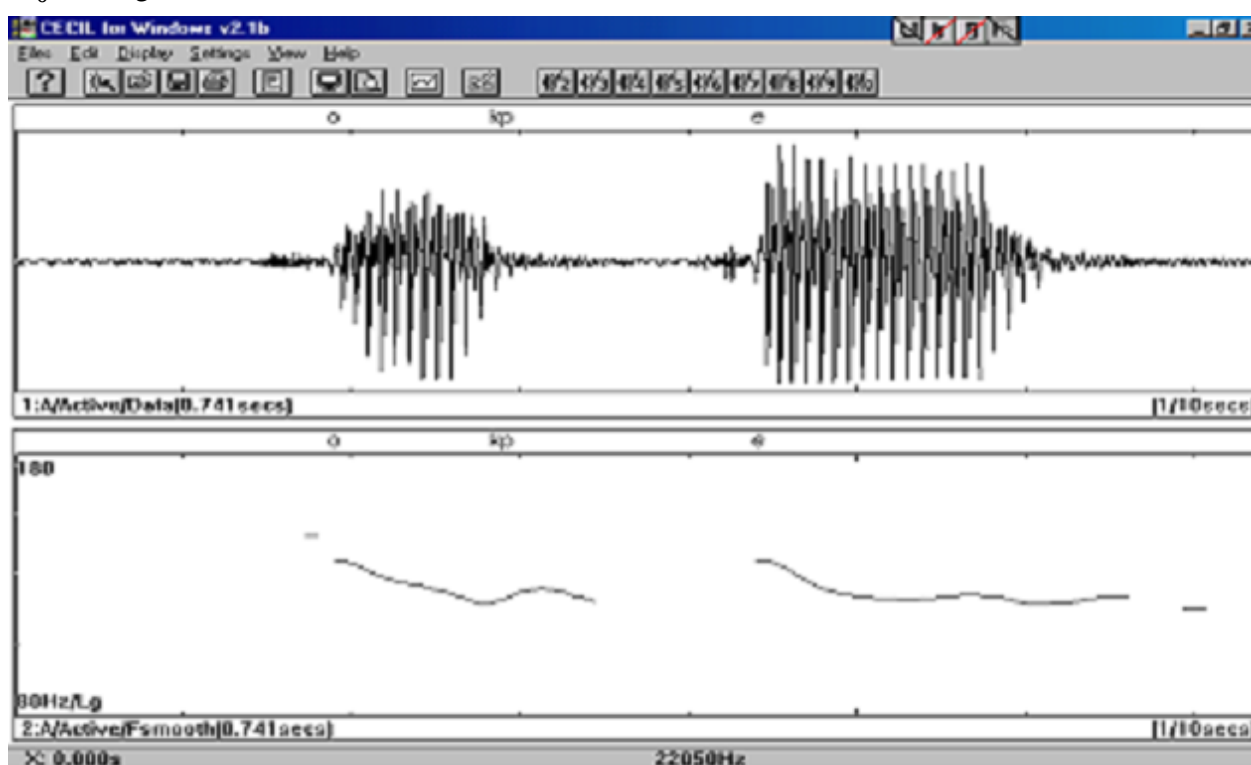 CECIL for Windows v2.1b
Files Edit Display Settings View Help
o kp e
1:A/Active/Data(0.741secs) [1/10secs
o kp e
180
80Hz/Lg
2:A/Active/Fsmooth(0.741secs) [1/10secs
X: 0.000s 22050Hz